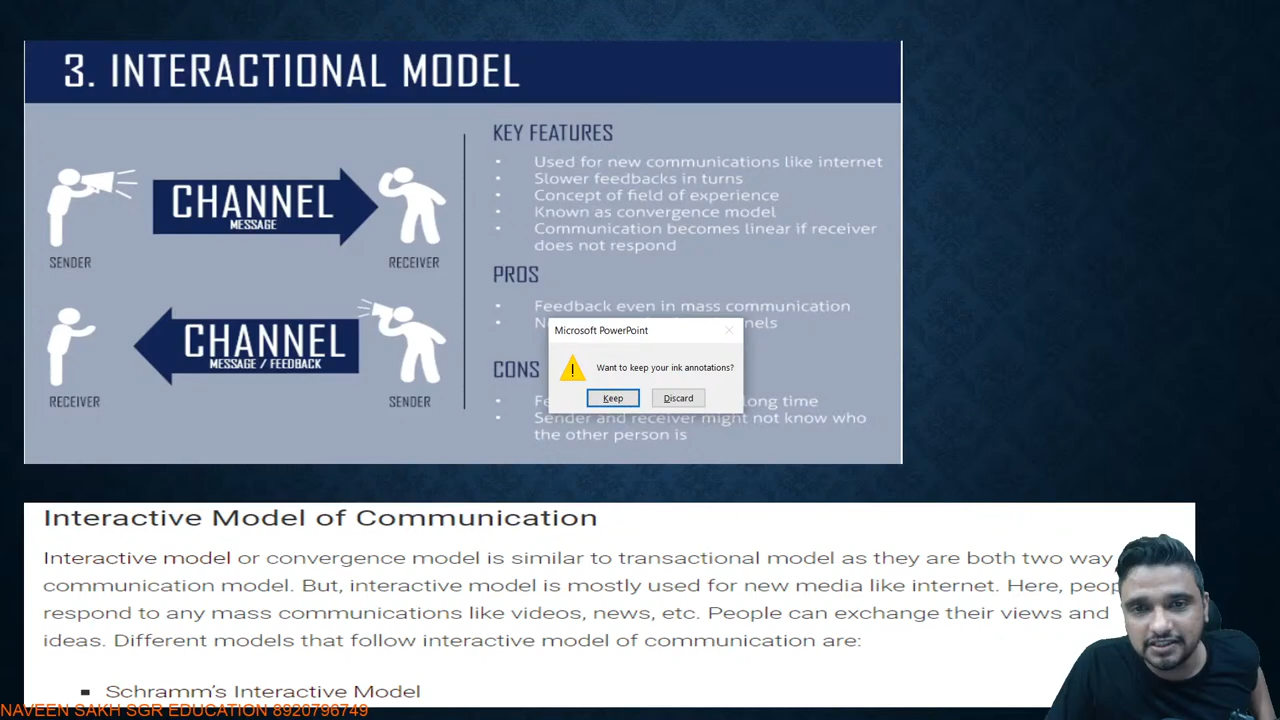 3. INTERACTIONAL MODEL
CHANNEL
MESSAGE
SENDER
RECEIVER
CHANNEL
MESSAGE / FEEDBACK
RECEIVER
SENDER
KEY FEATURES
• Used for new communications like internet
• Slower feedbacks in turns
• Concept of field of experience
• Known as convergence model
• Communication becomes linear if receiver
does not respond
PROS
• Feedback even in mass communication
Microsoft PowerPoint
Want to keep your ink annotations?
Keep
Discard
CONS
long time
• Sender and receiver might not know who
the other person is
Interactive Model of Communication
Interactive model or convergence model is similar to transactional model as they are both two way
communication model. But, interactive model is mostly used for new media like internet. Here,
respond to any mass communications like videos, news, etc. People can exchange their views and
ideas. Different models that follow interactive model of communication are:
▪ Schramm's Interactive Model
NAVEEN SAKH SGR EDUCATION 8920796749